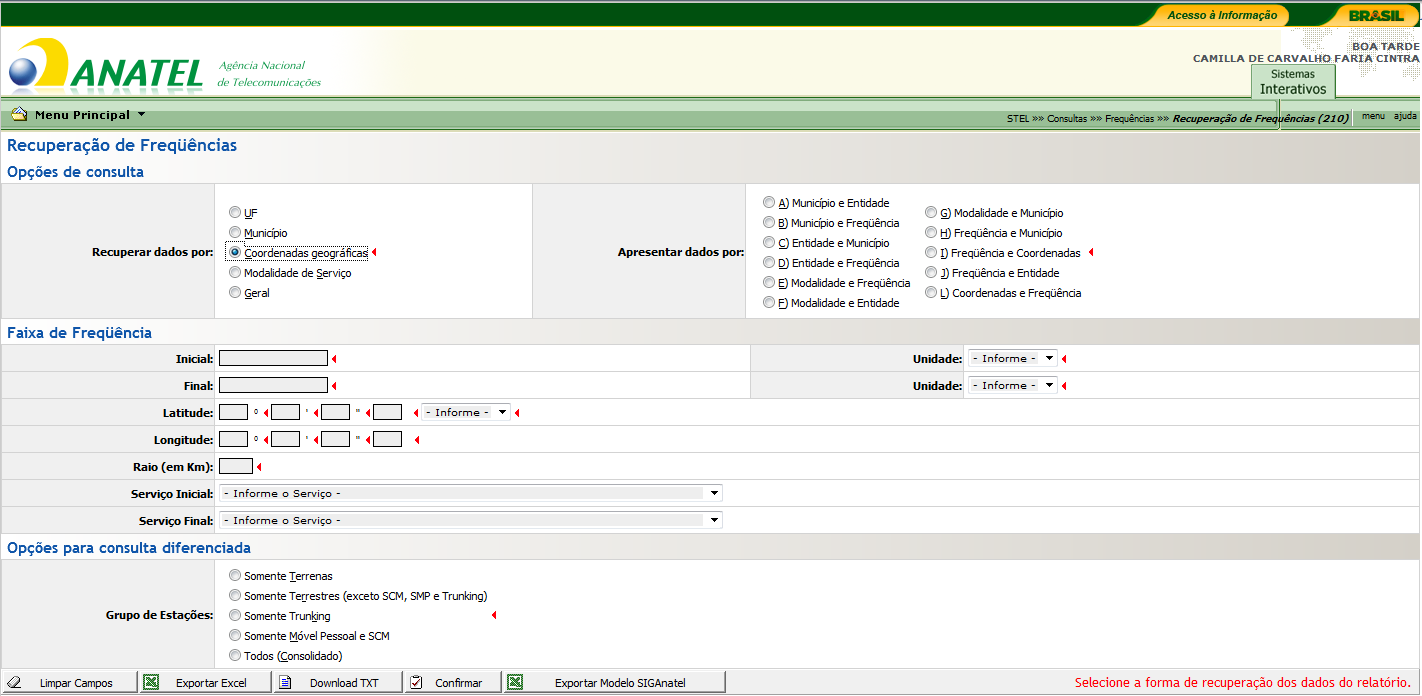 Acesso à Informação
BRASIL
BOA TARDE
CAMILLA DE CARVALHO FARIA CINTRA
ANATEL
Agência Nacional
de Telecomunicações
Sistemas
Interativos
Menu Principal
STEL »» Consultas »» Frequências »» Recuperação de Frequências (210)
menu
ajuda
Recuperação de Freqüências
Opções de consulta
Recuperar dados por:
UF
Município
Coordenadas geográficas
Modalidade de Serviço
Geral
Apresentar dados por:
A) Município e Entidade
B) Município e Freqüência
C) Entidade e Município
D) Entidade e Freqüência
E) Modalidade e Freqüência
F) Modalidade e Entidade
G) Modalidade e Município
H) Freqüência e Município
I) Freqüência e Coordenadas
J) Freqüência e Entidade
L) Coordenadas e Freqüência
Faixa de Freqüência
Inicial:
Unidade: - Informe -
Final:
Unidade: - Informe -
Latitude: º ' " - Informe -
Longitude: º ' "
Raio (em Km):
Serviço Inicial: - Informe o Serviço -
Serviço Final: - Informe o Serviço -
Opções para consulta diferenciada
Grupo de Estações:
Somente Terrenas
Somente Terrestres (exceto SCM, SMP e Trunking)
Somente Trunking
Somente Móvel Pessoal e SCM
Todos (Consolidado)
Limpar Campos
Exportar Excel
Download TXT
Confirmar
Exportar Modelo SIGAnatel
Selecione a forma de recuperação dos dados do relatório.